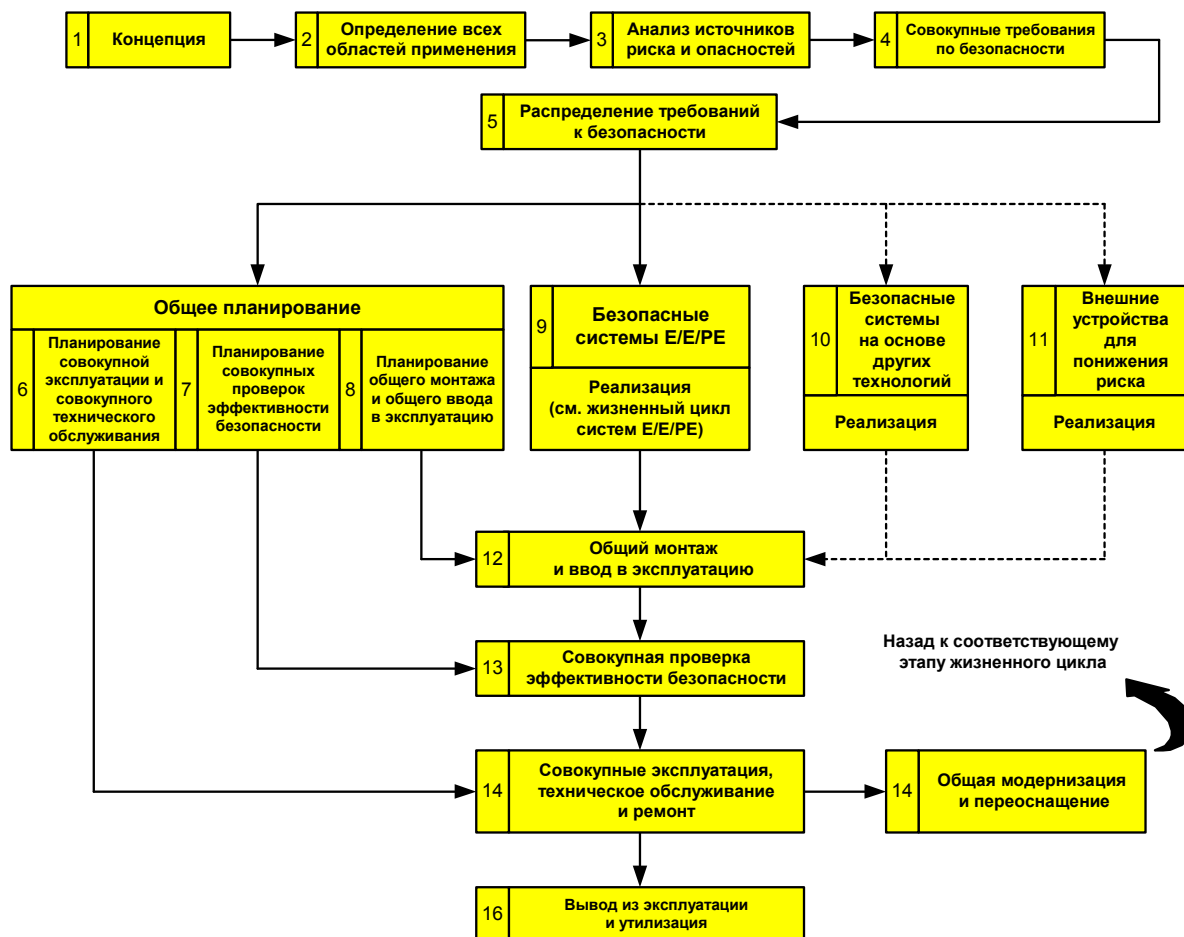 1
Концепция
2
Определение всех
областей применения
3
Анализ источников
риска и опасностей
4
Совокупные требования
по безопасности
5
Распределение требований
к безопасности
Общее планирование
6
Планирование
совокупной
эксплуатации и
совокупного
технического
обслуживания
7
Планирование
совокупных
проверок
эффективности
безопасности
8
Планирование
общего монтажа
и общего ввода
в эксплуатацию
9
Безопасные
системы E/E/PE
Реализация
(см. жизненный цикл
систем E/E/PE)
10
Безопасные
системы
на основе
других
технологий
Реализация
11
Внешние
устройства
для
понижения
риска
Реализация
12
Общий монтаж
и ввод в эксплуатацию
13
Совокупная проверка
эффективности безопасности
Назад к соответствующему
этапу жизненного цикла
14
Совокупные эксплуатация,
техническое обслуживание
и ремонт
14
Общая модернизация
и переоснащение
16
Вывод из эксплуатации
и утилизация